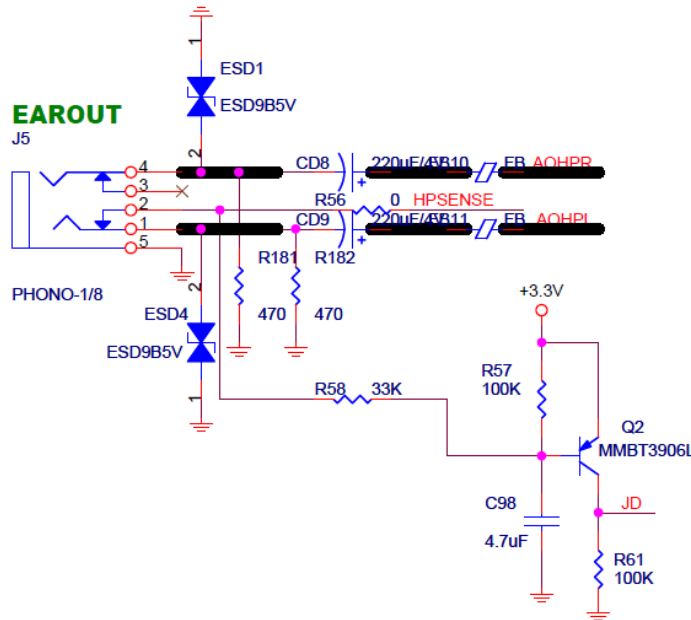 1
ESD1
ESD9B5V
EAROUT
J5
2
4
CD8
220uF/4V
FB10
FB
AOHPR
3
R56
0
HPSENSE
2
1
CD9
220uF/4V
FB11
FB
AOHPL
5
R181
R182
PHONO-1/8
2
+3.3V
ESD4
470
470
ESD9B5V
R57
100K
1
R58
33K
Q2
MMBT3906L
C98
4.7uF
JD
R61
100K